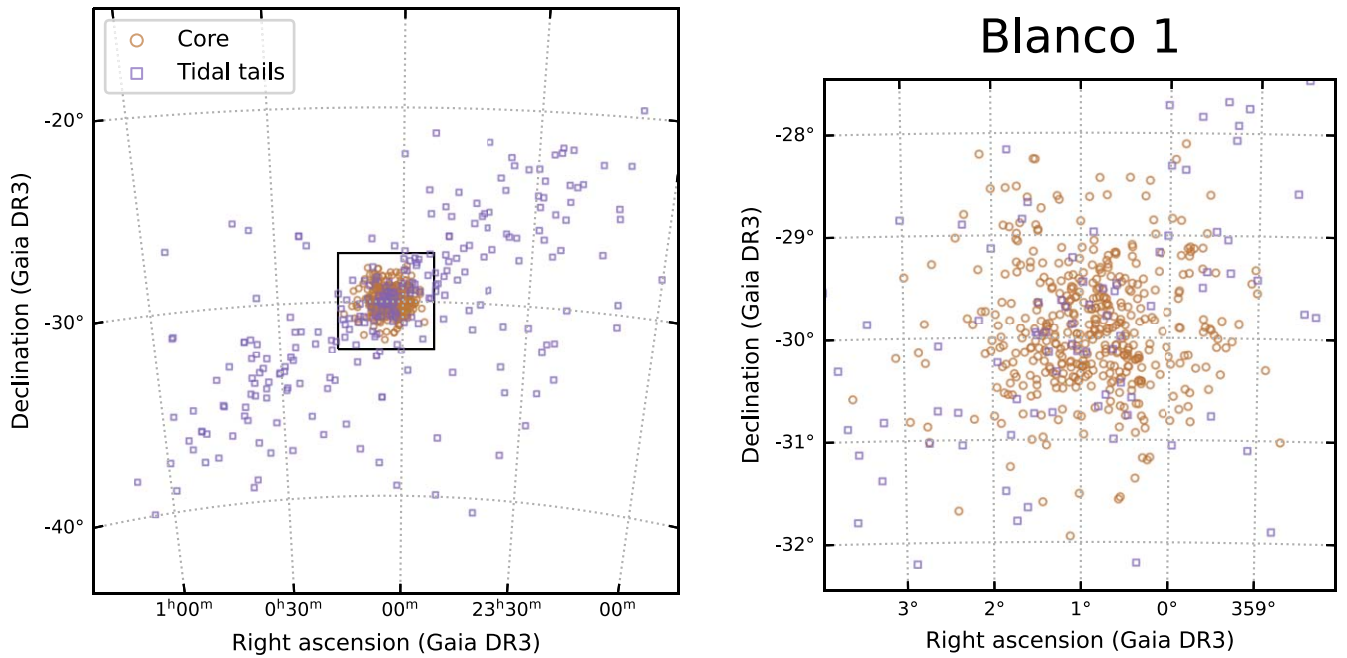 Core
Tidal tails
-20°
-30°
-40°
Declination (Gaia DR3)
1ʰ00ᵐ
0ʰ30ᵐ
00ᵐ
23ʰ30ᵐ
00ᵐ
Right ascension (Gaia DR3)
Blanco 1
-28°
-29°
-30°
-31°
-32°
Declination (Gaia DR3)
3°
2°
1°
0°
359°
Right ascension (Gaia DR3)